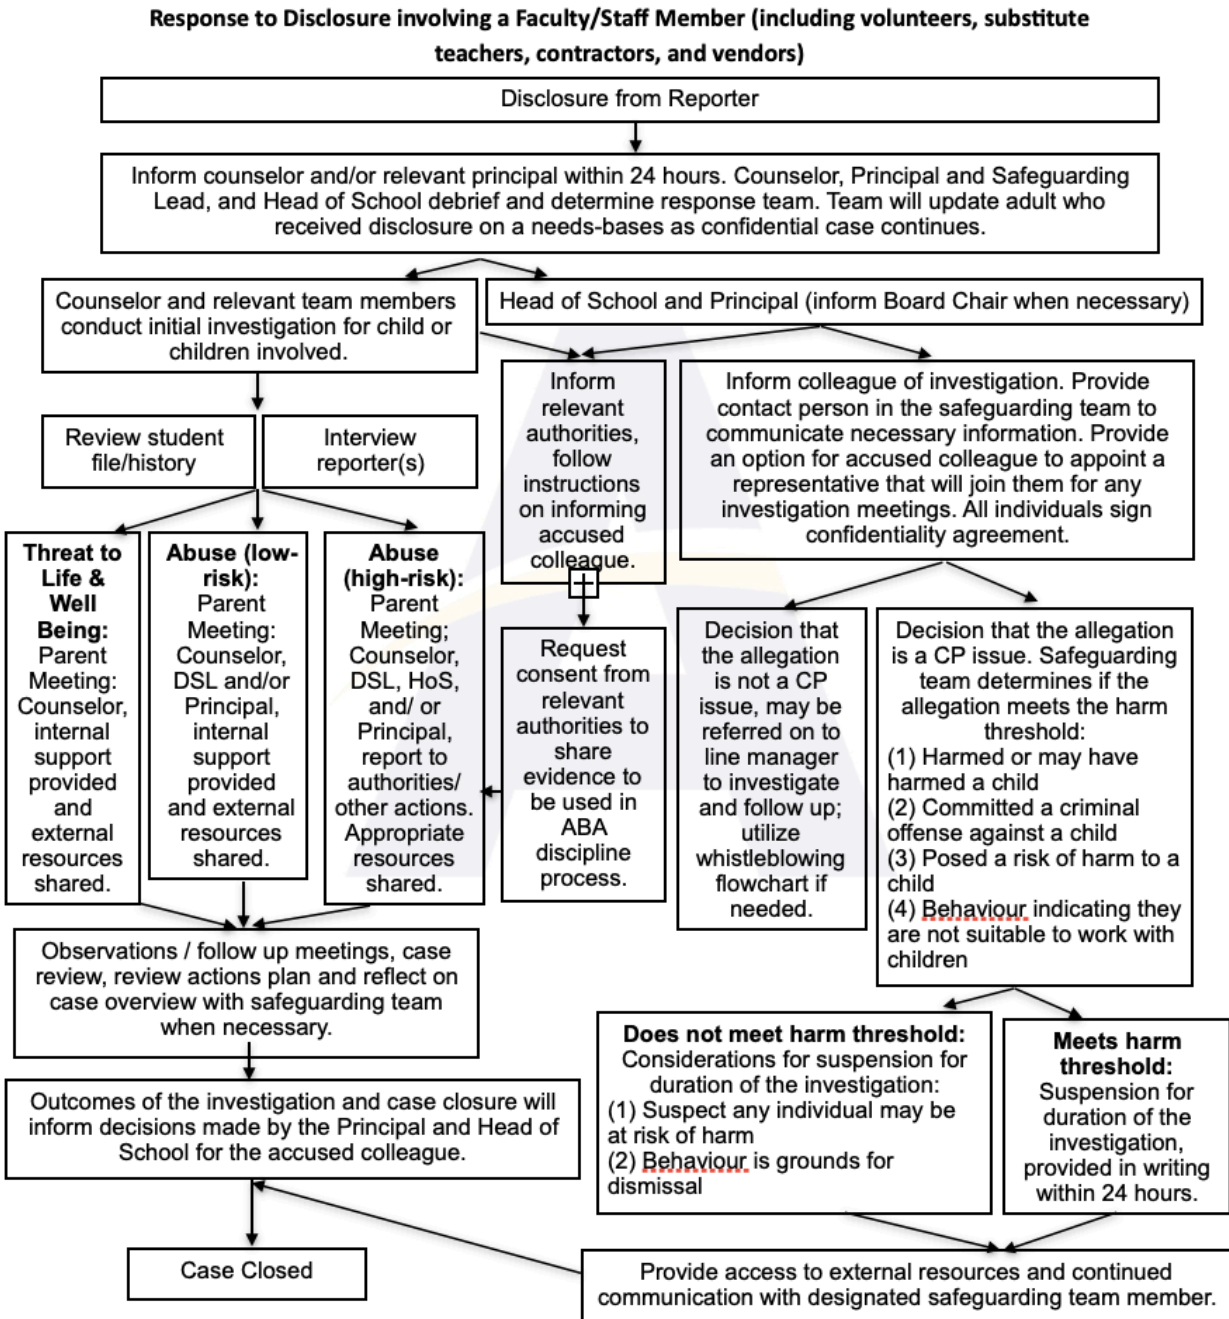 Response to Disclosure involving a Faculty/Staff Member (including volunteers, substitute
teachers, contractors, and vendors)
Disclosure from Reporter
Inform counselor and/or relevant principal within 24 hours. Counselor, Principal and Safeguarding
Lead, and Head of School debrief and determine response team. Team will update adult who
received disclosure on a needs-bases as confidential case continues.
Counselor and relevant team members
conduct initial investigation for child or
children involved.
Head of School and Principal (inform Board Chair when necessary)
Review student
file/history
Interview
reporter(s)
Inform
relevant
authorities,
follow
instructions
on informing
accused
colleague.
Inform colleague of investigation. Provide
contact person in the safeguarding team to
communicate necessary information. Provide
an option for accused colleague to appoint a
representative that will join them for any
investigation meetings. All individuals sign
confidentiality agreement.
Threat to
Life &
Well
Being:
Parent
Meeting:
Counselor,
internal
support
provided
and
external
resources
shared.
Abuse (low-
risk):
Parent
Meeting:
Counselor,
DSL and/or
Principal,
internal
support
provided
and external
resources
shared.
Abuse
(high-risk):
Parent
Meeting;
Counselor,
DSL, HoS,
and/ or
Principal,
report to
authorities/
other actions.
Appropriate
resources
shared.
Request
consent from
relevant
authorities to
share
evidence to
be used in
ABA
discipline
process.
Decision that
the allegation
is not a CP
issue, may be
referred on to
line manager
to investigate
and follow up;
utilize
whistleblowing
flowchart if
needed.
Decision that the allegation
is a CP issue. Safeguarding
team determines if the
allegation meets the harm
threshold:
(1) Harmed or may have
harmed a child
(2) Committed a criminal
offense against a child
(3) Posed a risk of harm to a
child
(4) Behaviour indicating they
are not suitable to work with
children
Observations / follow up meetings, case
review, review actions plan and reflect on
case overview with safeguarding team
when necessary.
Does not meet harm threshold:
Considerations for suspension for
duration of the investigation:
(1) Suspect any individual may be
at risk of harm
(2) Behaviour is grounds for
dismissal
Meets harm
threshold:
Suspension for
duration of the
investigation,
provided in writing
within 24 hours.
Outcomes of the investigation and case closure will
inform decisions made by the Principal and Head of
School for the accused colleague.
Case Closed
Provide access to external resources and continued
communication with designated safeguarding team member.